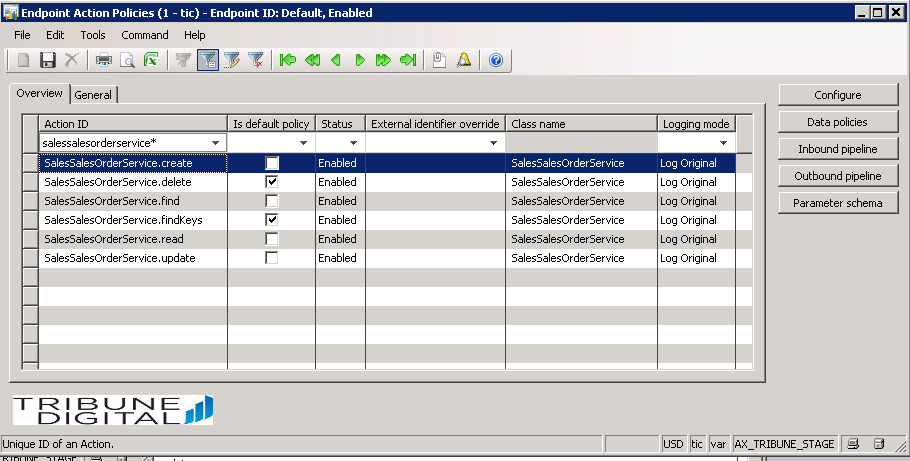 Endpoint Action Policies (1 - tic) - Endpoint ID: Default, Enabled
File Edit Tools Command Help
Overview General
Configure
Data policies
Inbound pipeline
Outbound pipeline
Parameter schema
Action ID Is default policy Status External identifier override Class name Logging mode
salessalesorderservice*
SalesSalesOrderService.create Enabled SalesSalesOrderService Log Original
SalesSalesOrderService.delete Enabled SalesSalesOrderService Log Original
SalesSalesOrderService.find Enabled SalesSalesOrderService Log Original
SalesSalesOrderService.findKeys Enabled SalesSalesOrderService Log Original
SalesSalesOrderService.read Enabled SalesSalesOrderService Log Original
SalesSalesOrderService.update Enabled SalesSalesOrderService Log Original
TRIBUNE
DIGITAL
Unique ID of an Action. USD tic var AX_TRIBUNE_STAGE